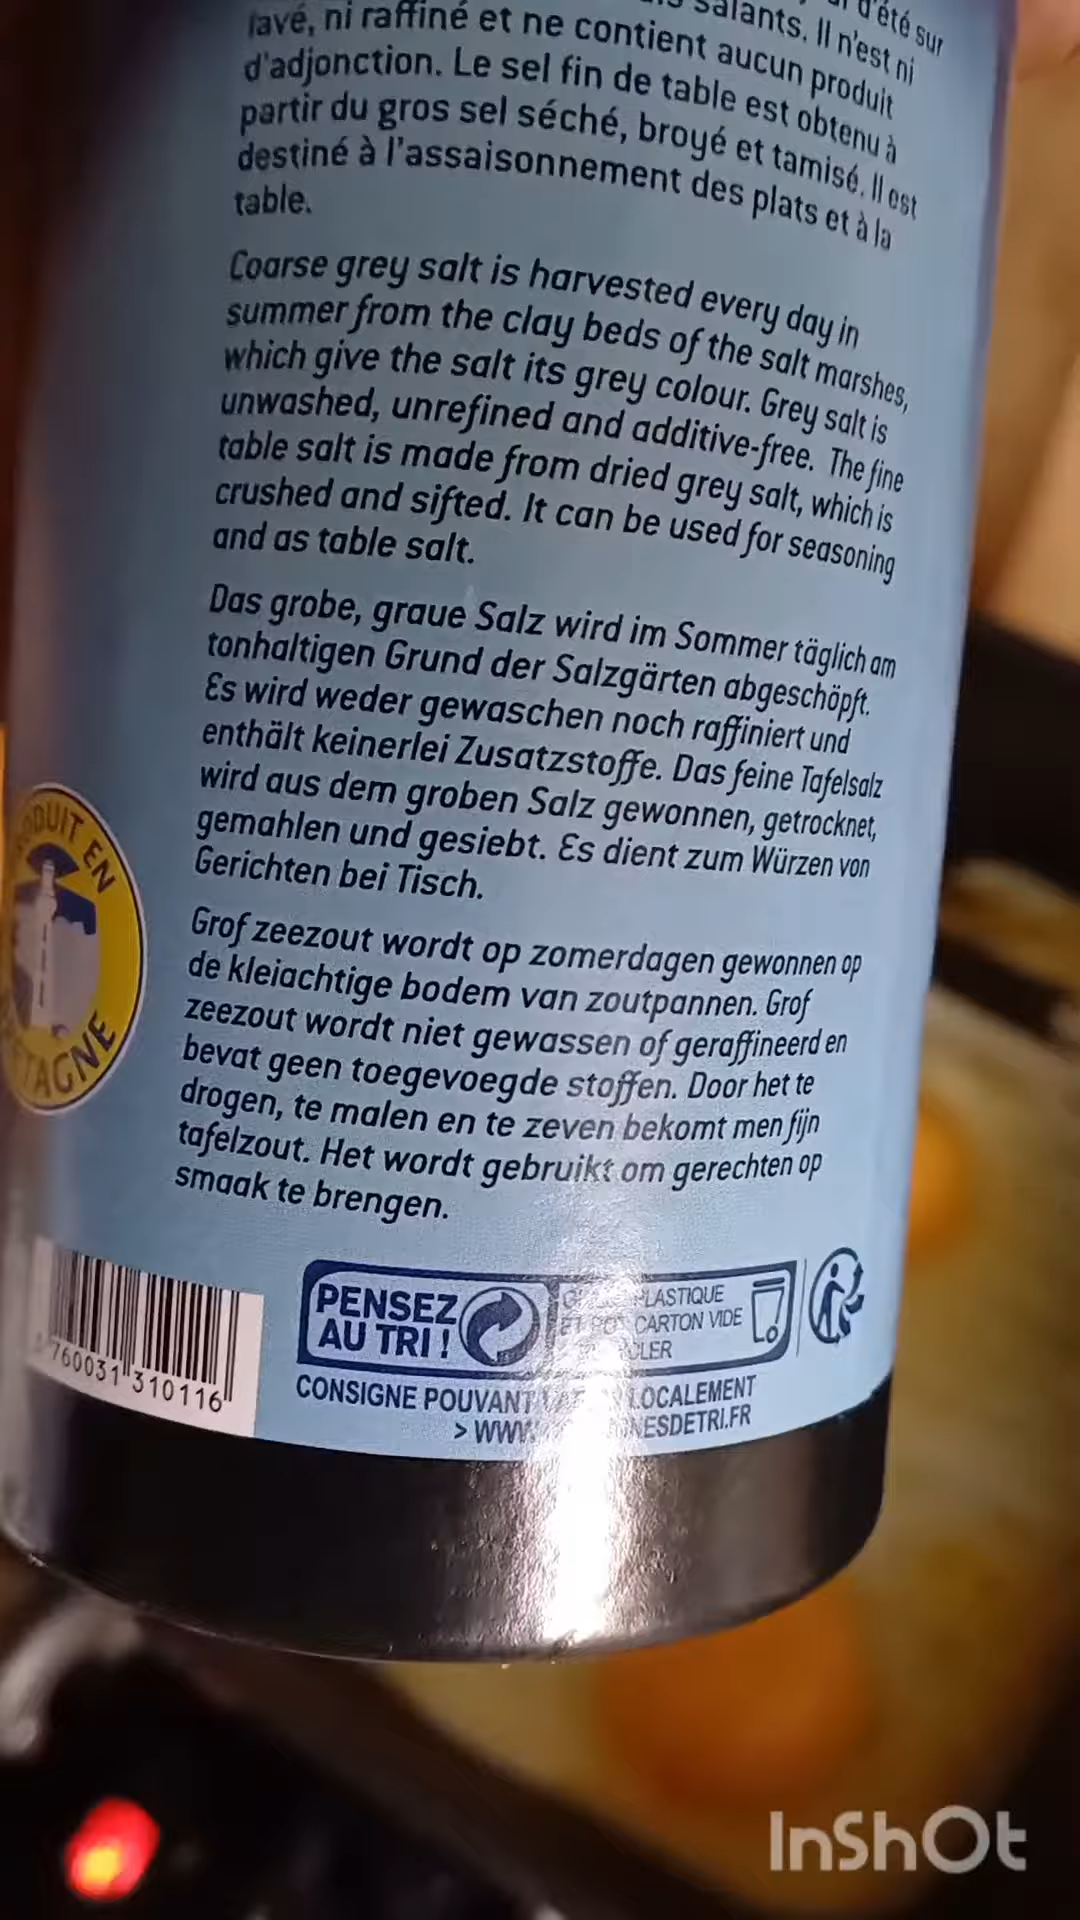 d'été sur
salants. Il n'est ni
lavé, ni raffiné et ne contient aucun produit
d'adjonction. Le sel fin de table est obtenu à
partir du gros sel séché, broyé et tamisé. Il est
destiné à l'assaisonnement des plats et à la
table.
Coarse grey salt is harvested every day in
summer from the clay beds of the salt marshes,
which give the salt its grey colour. Grey salt is
unwashed, unrefined and additive-free. The fine
table salt is made from dried grey salt, which is
crushed and sifted. It can be used for seasoning
and as table salt.
Das grobe, graue Salz wird im Sommer täglich am
tonhaltigen Grund der Salzgärten abgeschöpft.
Es wird weder gewaschen noch raffiniert und
enthält keinerlei Zusatzstoffe. Das feine Tafelsalz
wird aus dem groben Salz gewonnen, getrocknet,
gemahlen und gesiebt. Es dient zum Würzen von
Gerichten bei Tisch.
Grof zeezout wordt op zomerdagen gewonnen op
de kleiachtige bodem van zoutpannen. Grof
zeezout wordt niet gewassen of geraffineerd en
bevat geen toegevoegde stoffen. Door het te
drogen, te malen en te zeven bekomt men fijn
tafelzout. Het wordt gebruikt om gerechten op
smaak te brengen.
EN
760031 310116
PENSEZ
AU TRI !
PLASTIQUE
CARTON VIDE
CONSIGNE POUVANT LOCALEMENT
> WWW.
InShOt